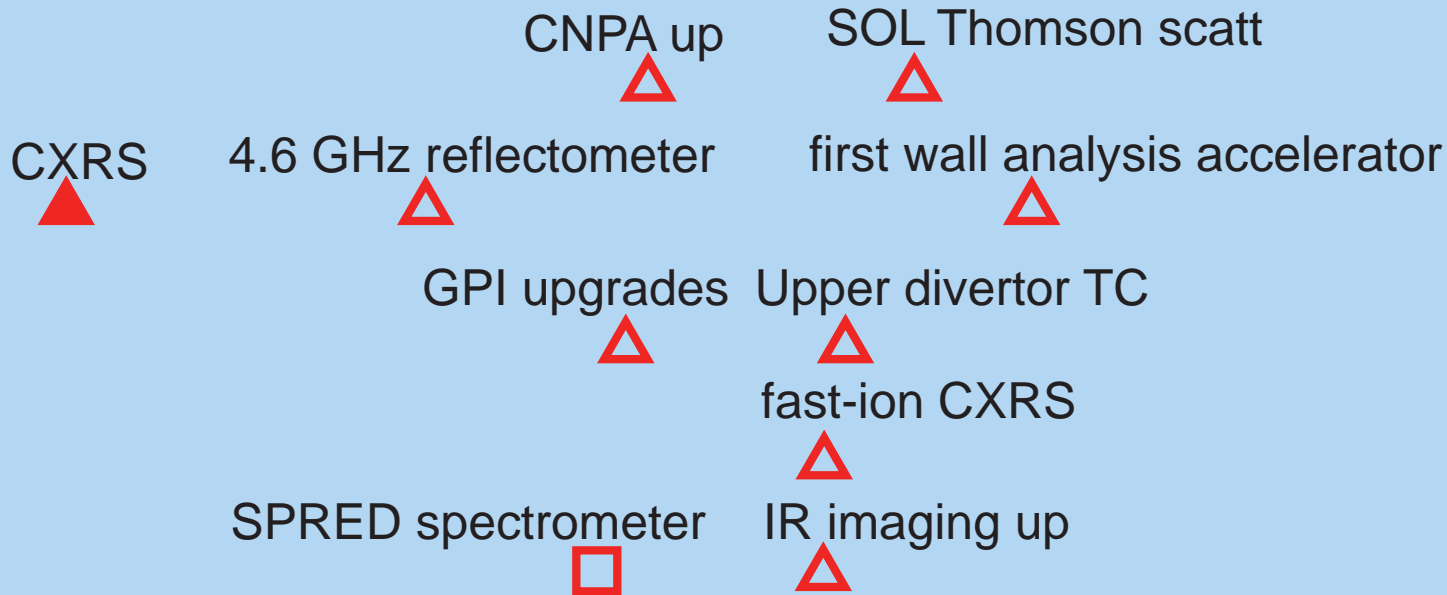 CNPA up
SOL Thomson scatt
CXRS
4.6 GHz reflectometer
first wall analysis accelerator
GPI upgrades
Upper divertor TC
fast-ion CXRS
SPRED spectrometer
IR imaging up